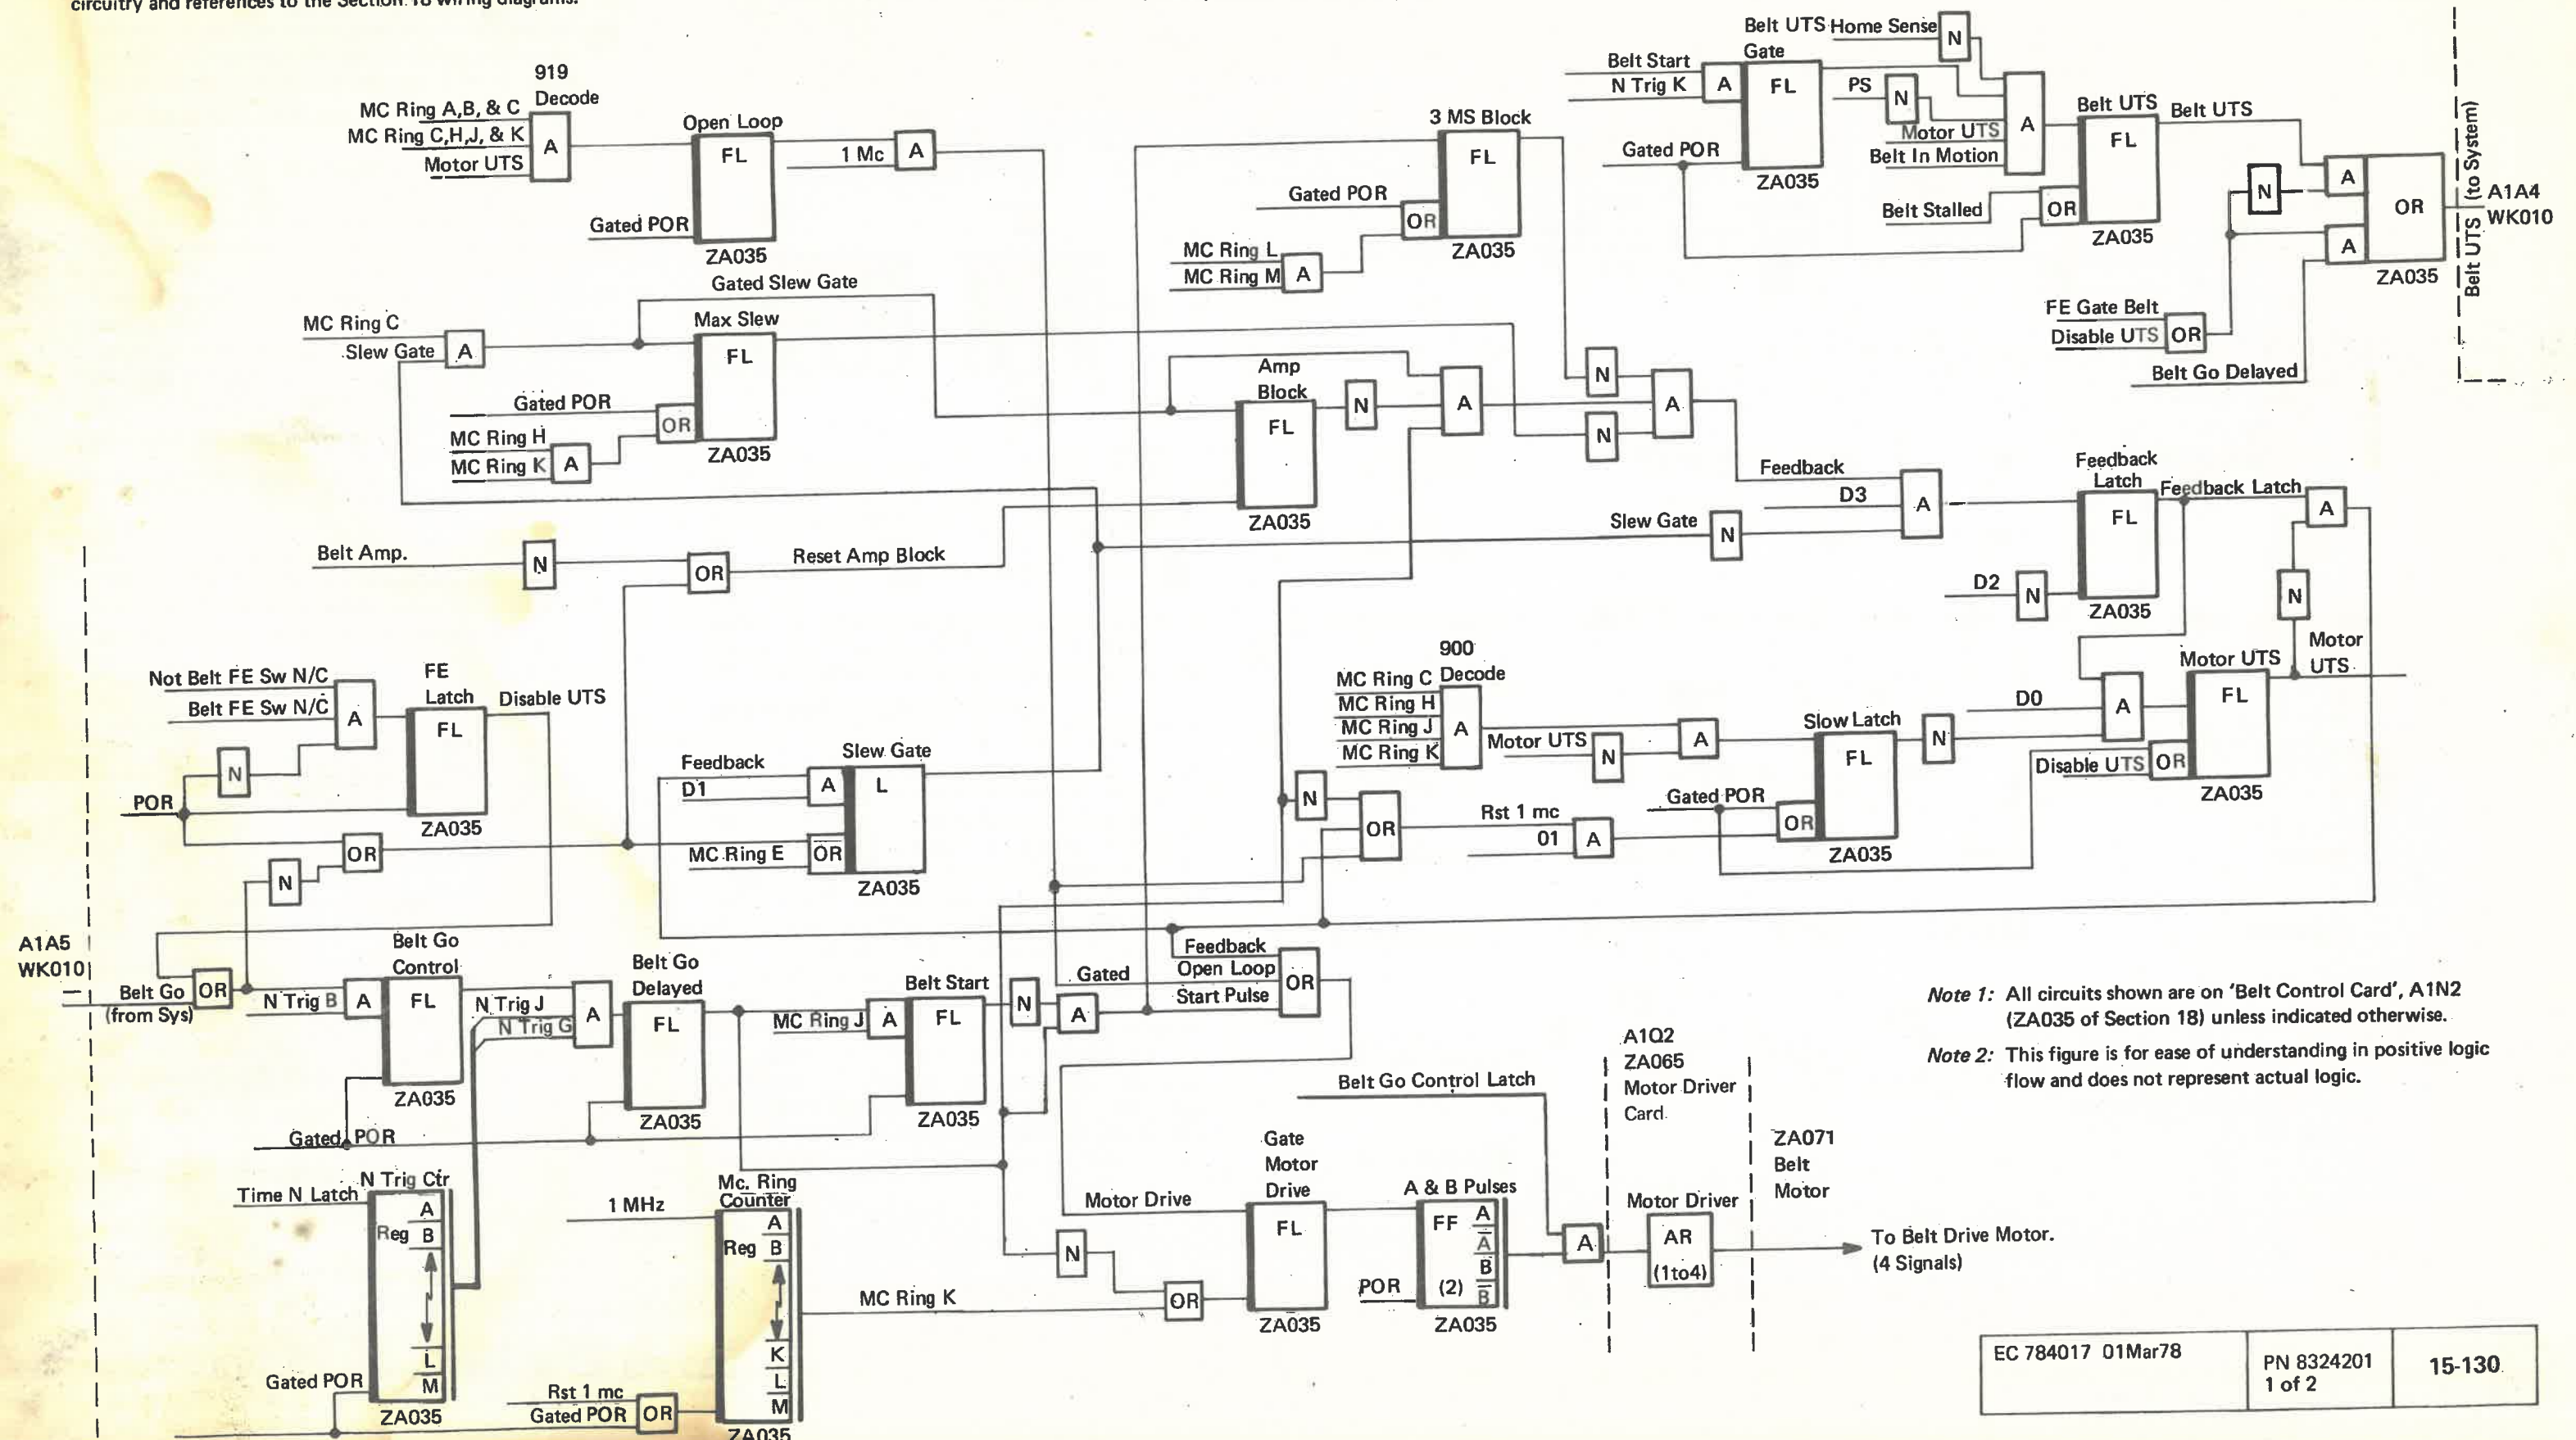 circuitry and references to the Section 18 wiring diagrams.
919
Decode
MC Ring A,B, & C
MC Ring C,H,J, & K
Motor UTS
A
Open Loop
FL
Gated POR
ZA035
1 Mc
A
Gated Slew Gate
MC Ring C
Slew Gate
A
Max Slew
FL
Gated POR
OR
MC Ring H
MC Ring K
A
ZA035
Belt Amp.
N
OR
Reset Amp Block
3 MS Block
FL
Gated POR
OR
MC Ring L
MC Ring M
A
ZA035
Amp
Block
FL
ZA035
N
A
N
N
A
Belt UTS
Gate
Home Sense
N
Belt Start
N Trig K
A
FL
PS
N
Motor UTS
Belt In Motion
A
Gated POR
ZA035
Belt UTS
FL
Belt UTS
Belt Stalled
OR
ZA035
N
A
A
OR
ZA035
FE Gate Belt
Disable UTS
OR
Belt Go Delayed
Belt UTS (to System)
A1A4
WK010
Feedback
D3
A
Slew Gate
N
Feedback
Latch
FL
Feedback Latch
A
D2
N
ZA035
N
Motor
UTS
Not Belt FE Sw N/C
Belt FE Sw N/C
A
FE
Latch
FL
Disable UTS
N
POR
ZA035
OR
N
Slew Gate
Feedback
D1
A
L
MC Ring E
OR
ZA035
900
Decode
MC Ring C
MC Ring H
MC Ring J
MC Ring K
A
Motor UTS
N
A
Slow Latch
FL
N
Gated POR
OR
ZA035
N
OR
Rst 1 mc
01
A
D0
A
Motor UTS
FL
Disable UTS
OR
ZA035
A1A5
WK010
Belt Go
(from Sys)
OR
N Trig B
A
Belt Go
Control
FL
ZA035
N Trig J
N Trig G
A
Belt Go
Delayed
FL
ZA035
MC Ring J
A
Belt Start
FL
ZA035
N
A
Gated
Feedback
Open Loop
Start Pulse
OR
Gated POR
Time N Latch
N Trig Ctr
Reg
A
B
L
M
Gated POR
ZA035
1 MHz
Mc. Ring
Counter
Reg
A
B
K
L
M
Rst 1 mc
Gated POR
OR
ZA035
MC Ring K
N
OR
Motor Drive
Gate
Motor
Drive
FL
ZA035
Belt Go Control Latch
A & B Pulses
FF
A
A
B
B
(2)
POR
ZA035
A
A1Q2
ZA065
Motor Driver
Card
Motor Driver
AR
(1to4)
ZA071
Belt
Motor
To Belt Drive Motor.
(4 Signals)
Note 1: All circuits shown are on 'Belt Control Card', A1N2
(ZA035 of Section 18) unless indicated otherwise.
Note 2: This figure is for ease of understanding in positive logic
flow and does not represent actual logic.
EC 784017 01Mar78
PN 8324201
1 of 2
15-130